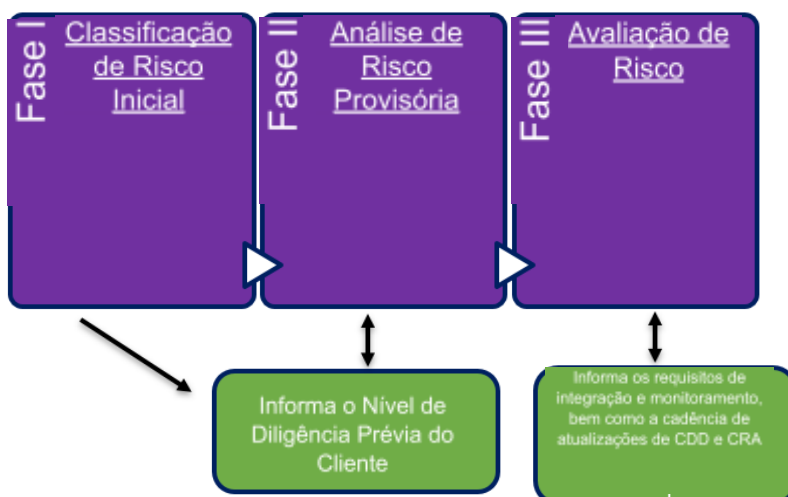 Fase I
Classificação
de Risco
Inicial
Fase II
Análise de
Risco
Provisória
Fase III
Avaliação de
Risco
Informa o Nível de
Diligência Prévia do
Cliente
Informa os requisitos de
integração e monitoramento,
bem como a cadência de
atualizações de CDD e CRA